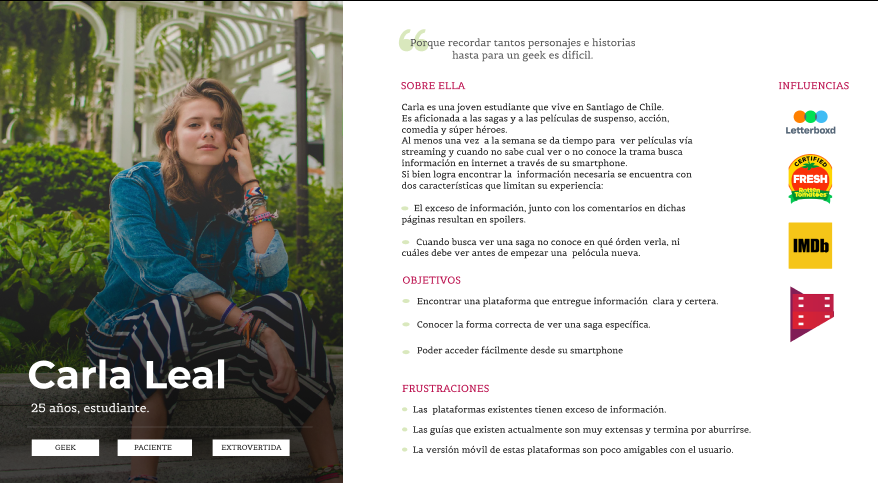 Porque recordar tantos personajes e historias
hasta para un geek es dificil.
SOBRE ELLA
Carla es una joven estudiante que vive en Santiago de Chile.
Es aficionada a las sagas y a las películas de suspenso, acción,
comedia y súper héroes.
Al menos una vez a la semana se da tiempo para ver películas vía
streaming y cuando no sabe cual ver o no conoce la trama busca
información en internet a través de su smartphone.
Si bien logra encontrar la información necesaria se encuentra con
dos características que limitan su experiencia:
El exceso de información, junto con los comentarios en dichas
páginas resultan en spoilers.
Cuando busca ver una saga no conoce en qué órden verla, ni
cuáles debe ver antes de empezar una pelócula nueva.
OBJETIVOS
Encontrar una plataforma que entregue información clara y certera.
Conocer la forma correcta de ver una saga específica.
Poder acceder fácilmente desde su smartphone
FRUSTRACIONES
Las plataformas existentes tienen exceso de información.
Las guías que existen actualmente son muy extensas y termina por aburrirse.
La versión móvil de estas plataformas son poco amigables con el usuario.
INFLUENCIAS
Letterboxd
CERTIFIED
FRESH
Rotten
Tomatoes
IMDb
Carla Leal
25 años, estudiante.
GEEK
PACIENTE
EXTROVERTIDA